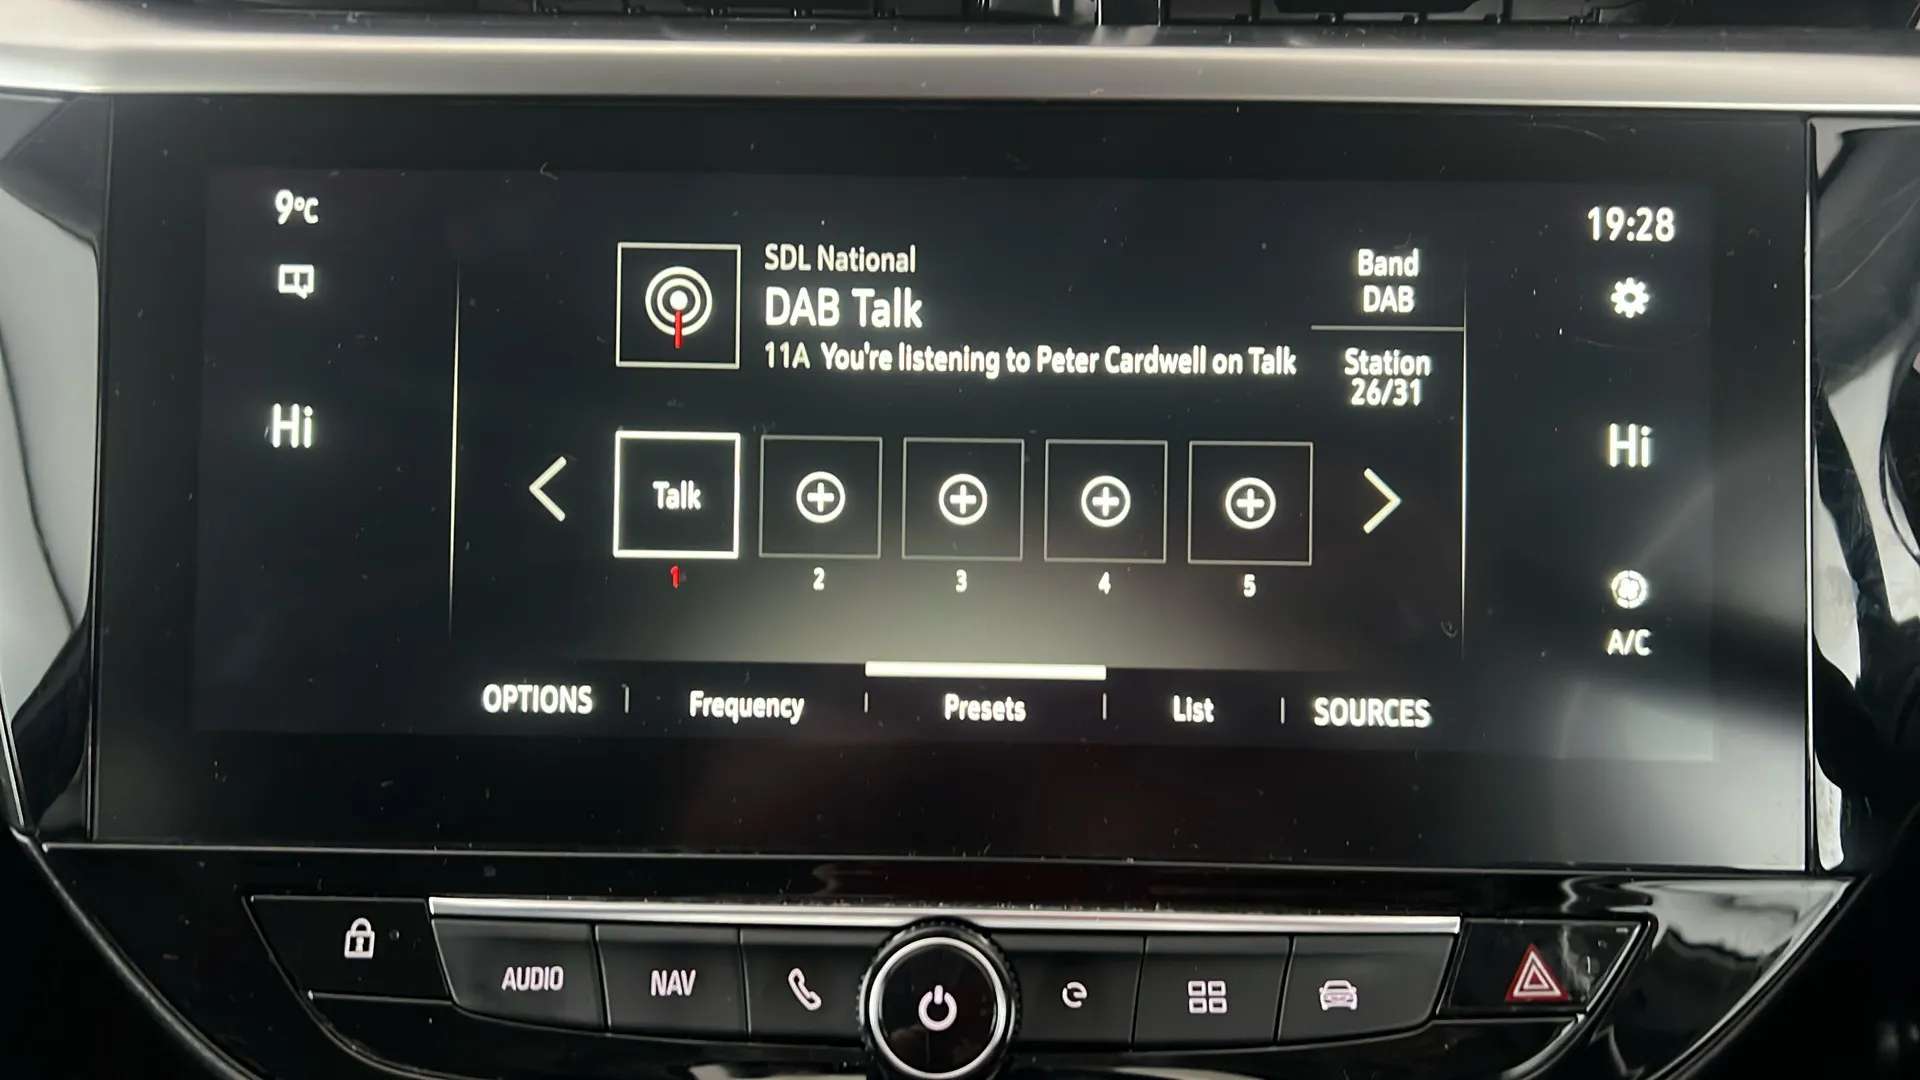 9°C
19:28
SDL National
DAB Talk
11A You're listening to Peter Cardwell on Talk
Band
DAB
Station
26/31
Hi
Hi
Talk
1
2
3
4
5
A/C
OPTIONS
Frequency
Presets
List
SOURCES
AUDIO
NAV